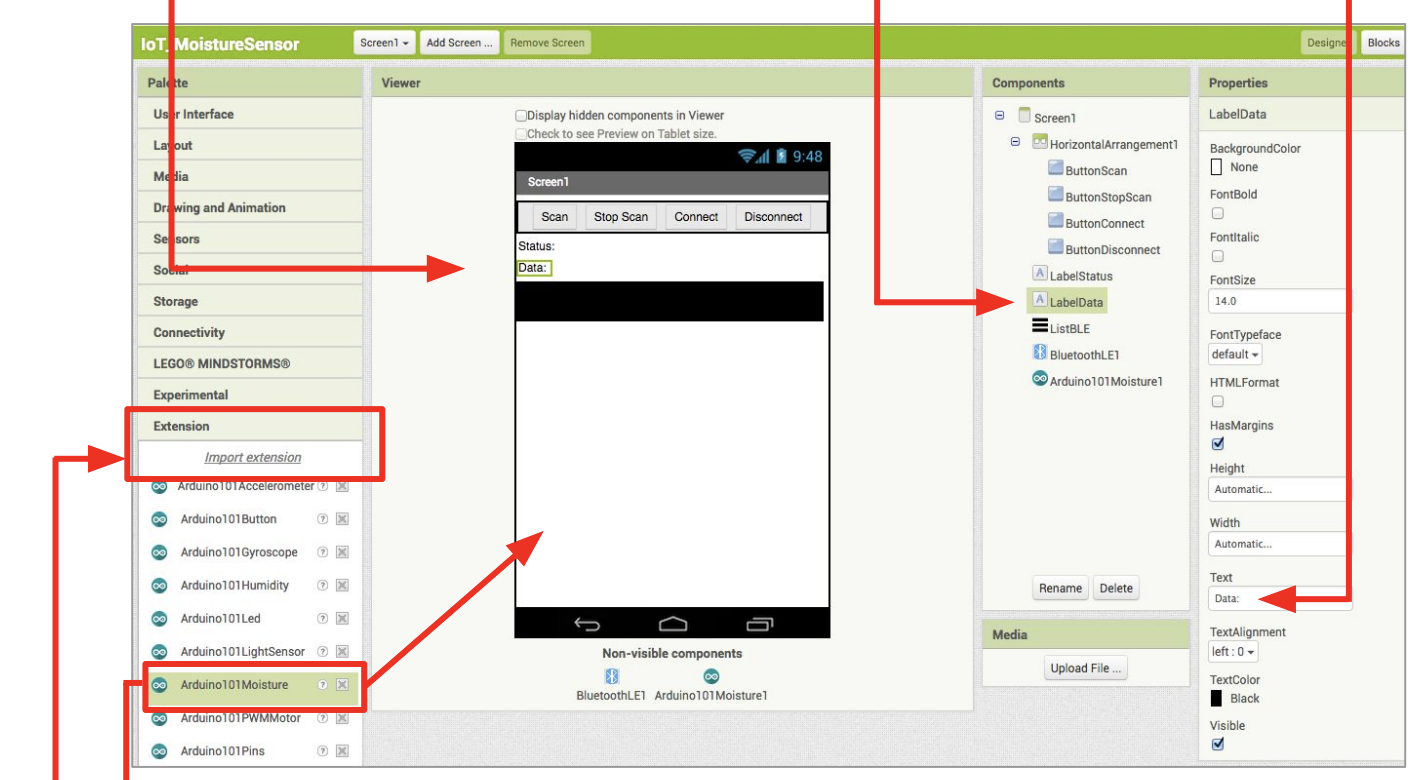 IoT_MoistureSensor
Screen1
Add Screen ...
Remove Screen
Designer
Blocks
Palette
User Interface
Layout
Media
Drawing and Animation
Sensors
Social
Storage
Connectivity
LEGO® MINDSTORMS®
Experimental
Extension
Import extension
Arduino101Accelerometer ?
Arduino101Button ?
Arduino101Gyroscope ?
Arduino101Humidity ?
Arduino101Led ?
Arduino101LightSensor ?
Arduino101Moisture ?
Arduino101PWMMotor ?
Arduino101Pins ?
Viewer
Display hidden components in Viewer
Check to see Preview on Tablet size.
9:48
Screen1
Scan
Stop Scan
Connect
Disconnect
Status:
Data:
Non-visible components
BluetoothLE1
Arduino101Moisture1
Components
Screen1
HorizontalArrangement1
ButtonScan
ButtonStopScan
ButtonConnect
ButtonDisconnect
A LabelStatus
A LabelData
ListBLE
BluetoothLE1
Arduino101Moisture1
Rename
Delete
Media
Upload File ...
Properties
LabelData
BackgroundColor
None
FontBold
FontItalic
FontSize
14.0
FontTypeface
default
HTMLFormat
HasMargins
Height
Automatic...
Width
Automatic...
Text
Data:
TextAlignment
left : 0
TextColor
Black
Visible